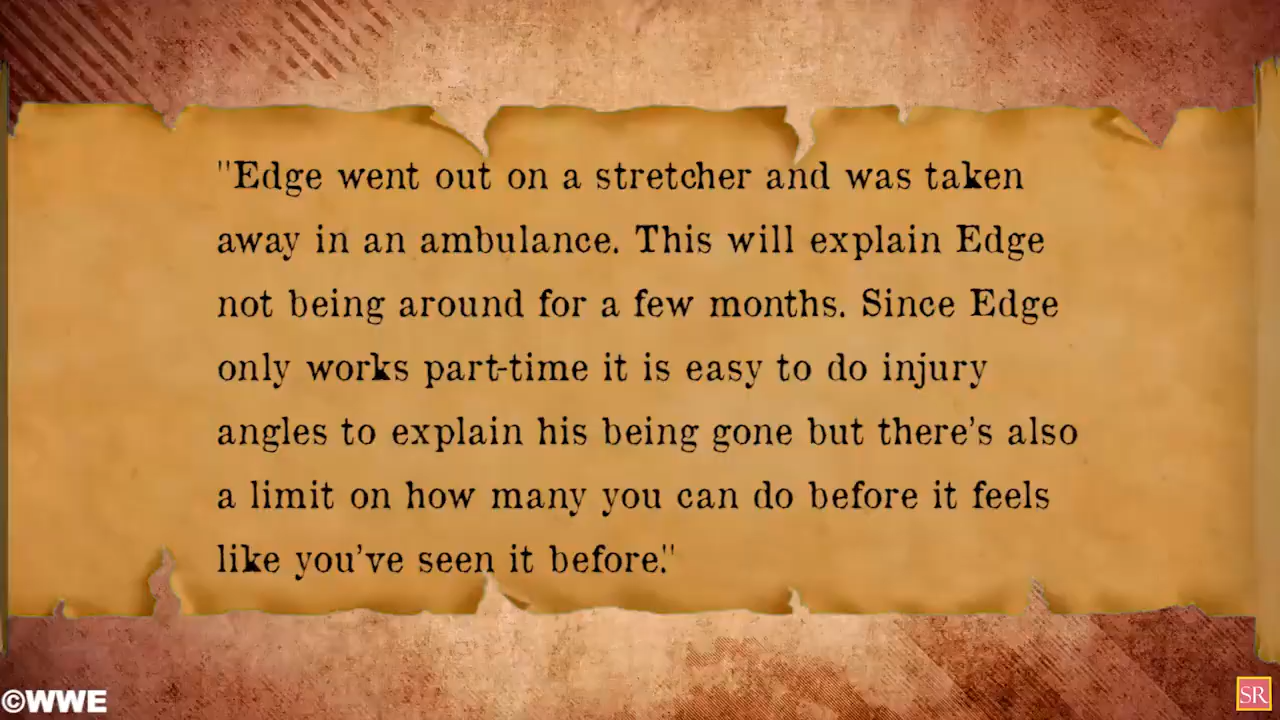 "Edge went out on a stretcher and was taken
away in an ambulance. This will explain Edge
not being around for a few months. Since Edge
only works part-time it is easy to do injury
angles to explain his being gone but there's also
a limit on how many you can do before it feels
like you've seen it before."
©WWE
SR